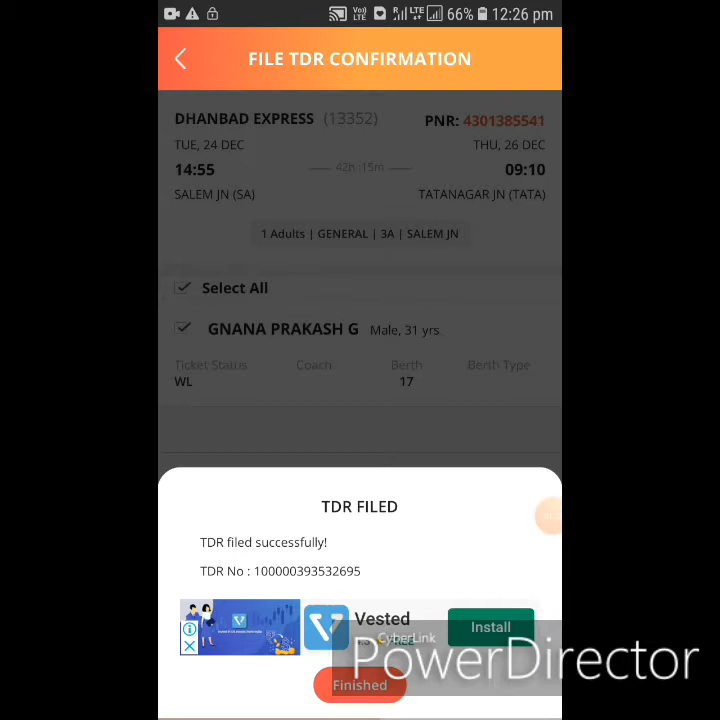 R LTE 66% 12:26 pm
FILE TDR CONFIRMATION
DHANBAD EXPRESS (13352) PNR: 4301385541
TUE, 24 DEC THU, 26 DEC
14:55 42h :15m 09:10
SALEM JN (SA) TATANAGAR JN (TATA)
1 Adults | GENERAL | 3A | SALEM JN
Select All
GNANA PRAKASH G Male, 31 yrs
Ticket Status Coach Berth Berth Type
WL 17
TDR FILED
TDR filed successfully!
TDR No : 100000393532695
Vested Install
CyberLink
PowerDirector
Finished